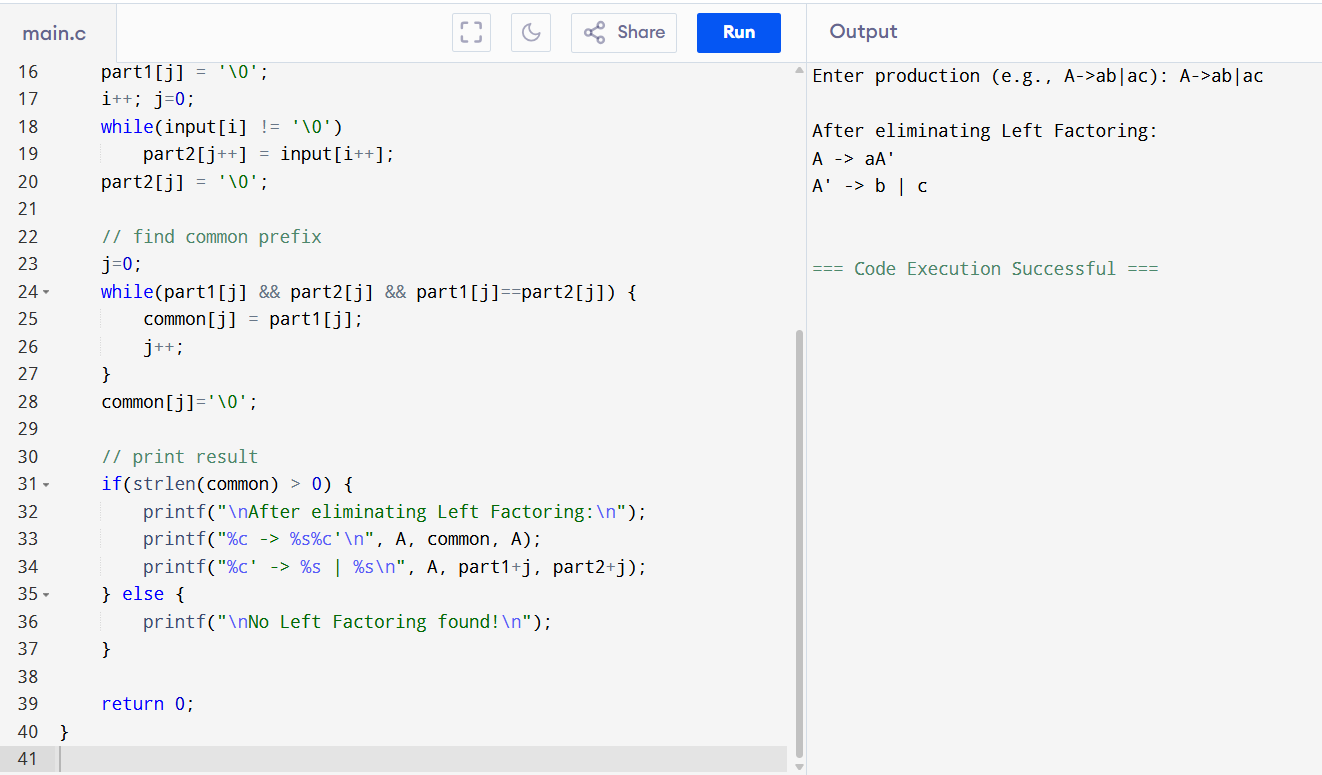 main.c
Share
Run
Output
16 part1[j] = '\0';
17 i++; j=0;
18 while(input[i] != '\0')
19 part2[j++] = input[i++];
20 part2[j] = '\0';
21
22 // find common prefix
23 j=0;
24 while(part1[j] && part2[j] && part1[j]==part2[j]) {
25 common[j] = part1[j];
26 j++;
27 }
28 common[j]='\0';
29
30 // print result
31 if(strlen(common) > 0) {
32 printf("\nAfter eliminating Left Factoring:\n");
33 printf("%c -> %s%c'\n", A, common, A);
34 printf("%c' -> %s | %s\n", A, part1+j, part2+j);
35 } else {
36 printf("\nNo Left Factoring found!\n");
37 }
38
39 return 0;
40 }
41
Enter production (e.g., A->ab|ac): A->ab|ac
After eliminating Left Factoring:
A -> aA'
A' -> b | c
=== Code Execution Successful ===